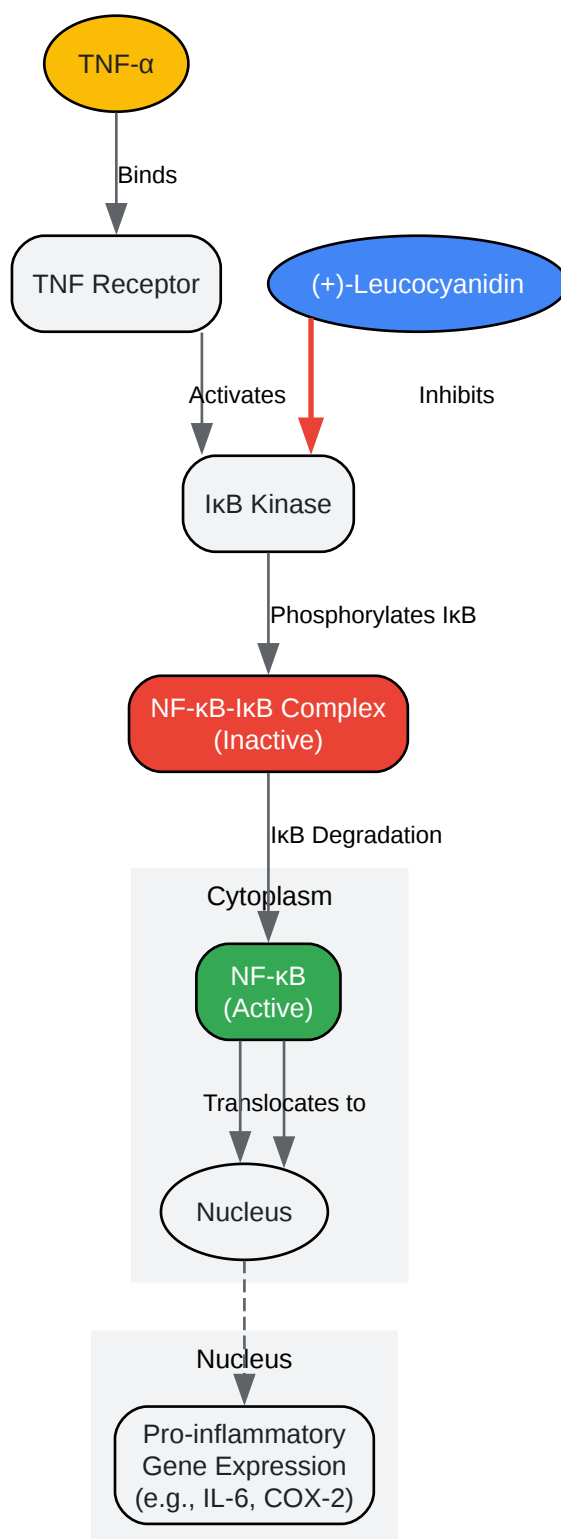 TNF-α
Binds
TNF Receptor
(+)-Leucocyanidin
Activates
Inhibits
IκB Kinase
Phosphorylates IκB
NF-κB-IκB Complex
(Inactive)
IκB Degradation
Cytoplasm
NF-κB
(Active)
Translocates to
Nucleus
Nucleus
Pro-inflammatory
Gene Expression
(e.g., IL-6, COX-2)